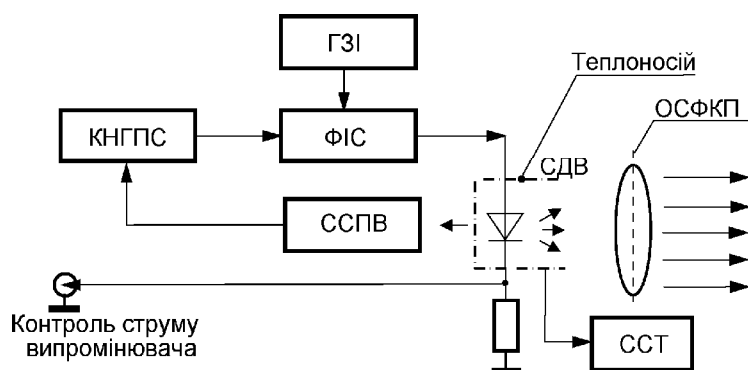 ГЗІ
Теплоносій
ОСФКП
КНГПС
ФІС
СДВ
ССПВ
Контроль струму
випромінювача
ССТ